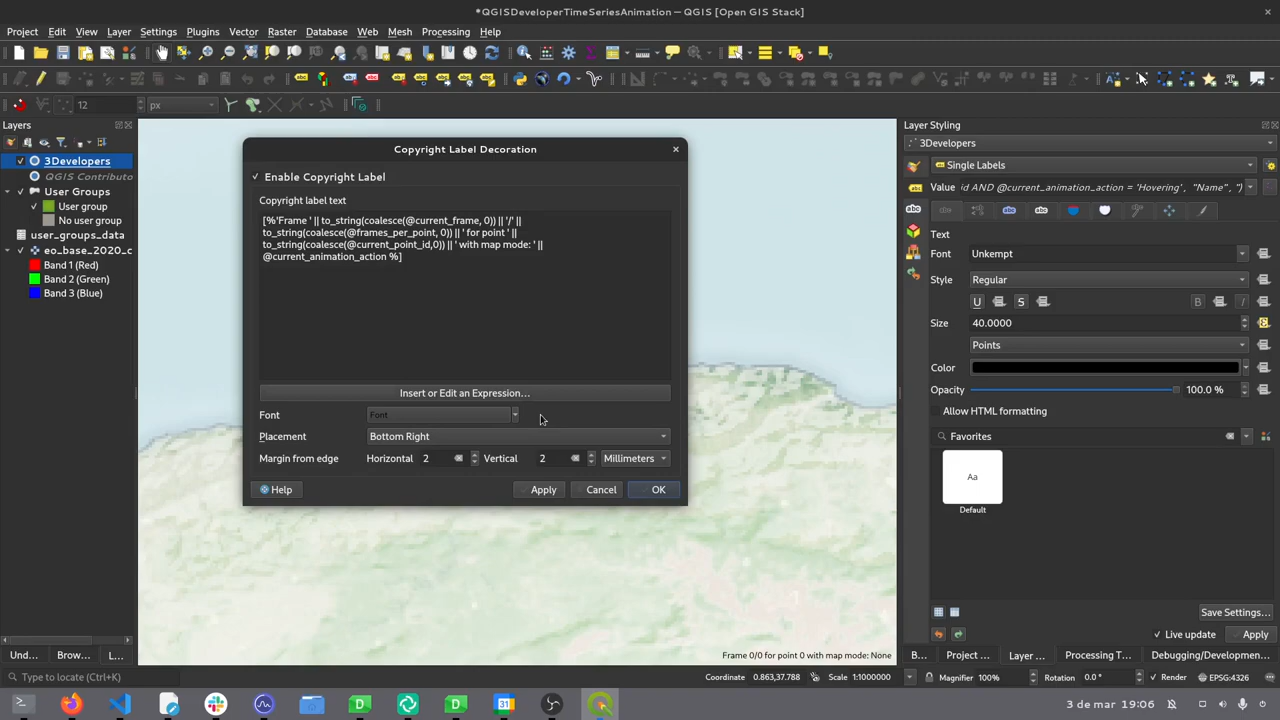 *QGISDeveloperTimeSeriesAnimation — QGIS [Open GIS Stack]
Project Edit View Layer Settings Plugins Vector Raster Database Web Mesh Processing Help
12 px
Layers
3Developers
QGIS Contributo
User Groups
User group
No user group
user_groups_data
eo_base_2020_c
Band 1 (Red)
Band 2 (Green)
Band 3 (Blue)
Copyright Label Decoration
Enable Copyright Label
Copyright label text
[%'Frame ' || to_string(coalesce(@current_frame, 0)) || '/' ||
to_string(coalesce(@frames_per_point, 0)) || ' for point ' ||
to_string(coalesce(@current_point_id,0)) || ' with map mode: ' ||
@current_animation_action %]
Insert or Edit an Expression...
Font Font
Placement Bottom Right
Margin from edge Horizontal 2 Vertical 2 Millimeters
Help Apply Cancel OK
Frame 0/0 for point 0 with map mode: None
Layer Styling
3Developers
Single Labels
Value id AND @current_animation_action = 'Hovering' , "Name" , '')
Text
Font Unkempt
Style Regular
U S B I
Size 40.0000
Points
Color
Opacity 100.0 %
Allow HTML formatting
Favorites
Aa
Default
Save Settings...
Live update Apply
Und... Brow... L...
B... Project ... Layer ... Processing T... Debugging/Developmen...
Type to locate (Ctrl+K) Coordinate 0.863,37.788 Scale 1:1000000 Magnifier 100% Rotation 0.0 ° Render EPSG:4326
3 de mar 19:06